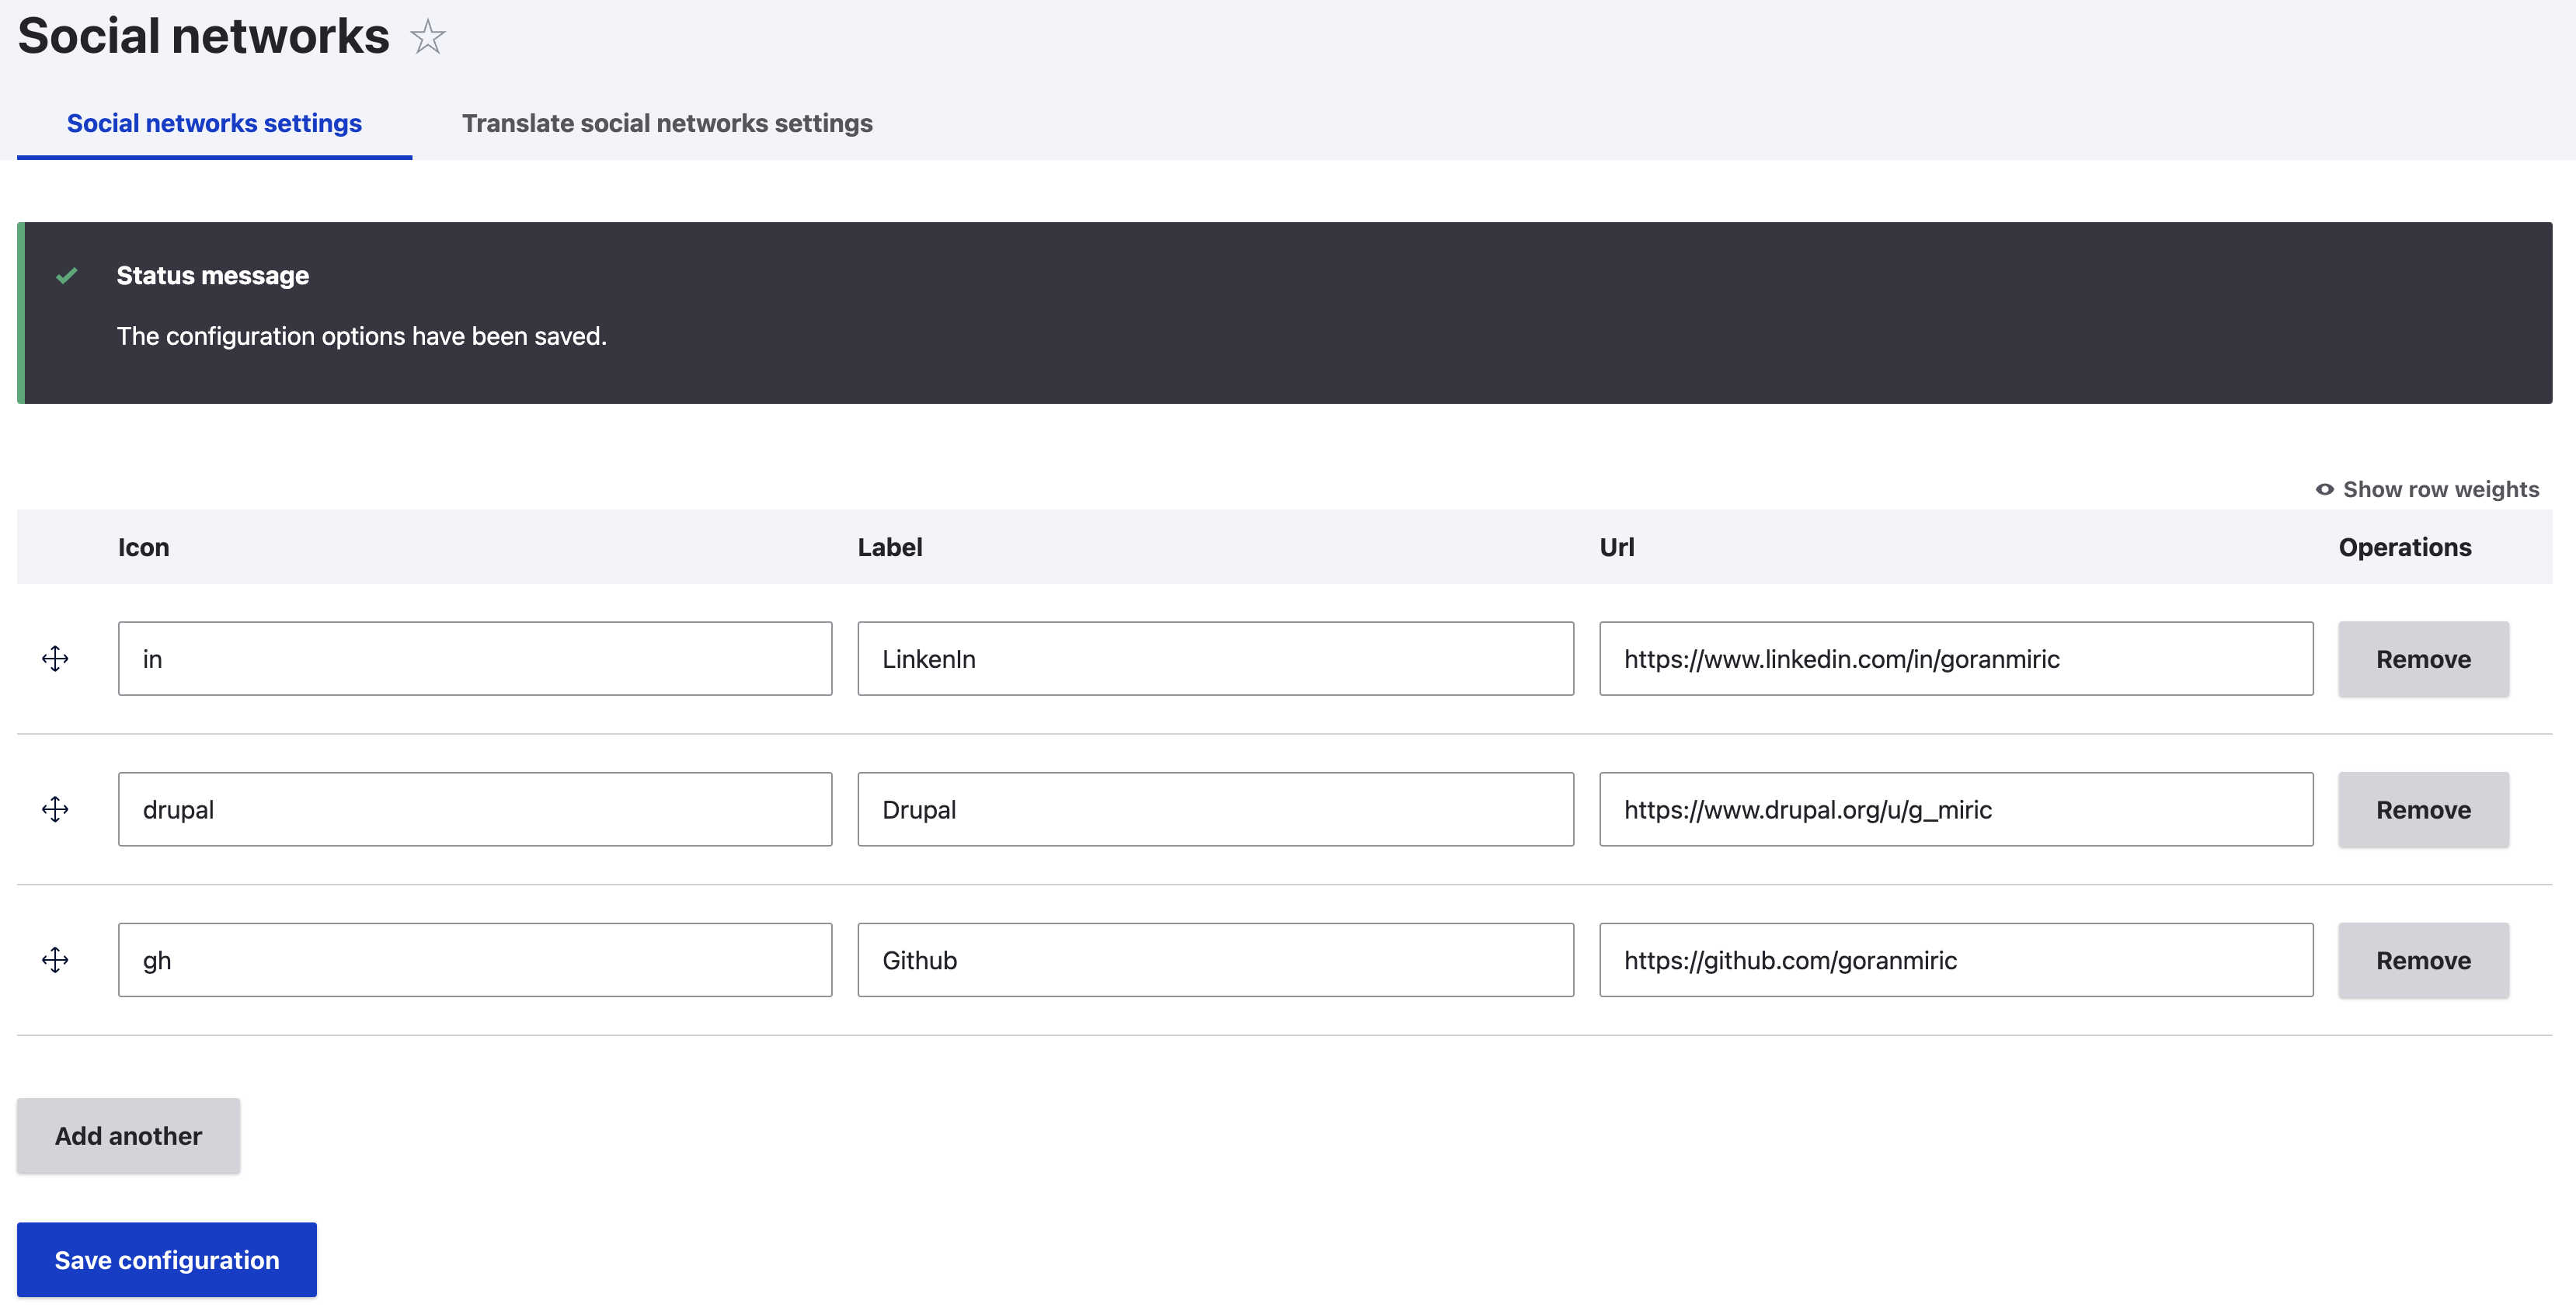 Social networks
Social networks settings Translate social networks settings
Status message
The configuration options have been saved.
Show row weights
Icon Label Url Operations
in LinkenIn https://www.linkedin.com/in/goranmiric Remove
drupal Drupal https://www.drupal.org/u/g_miric Remove
gh Github https://github.com/goranmiric Remove
Add another
Save configuration